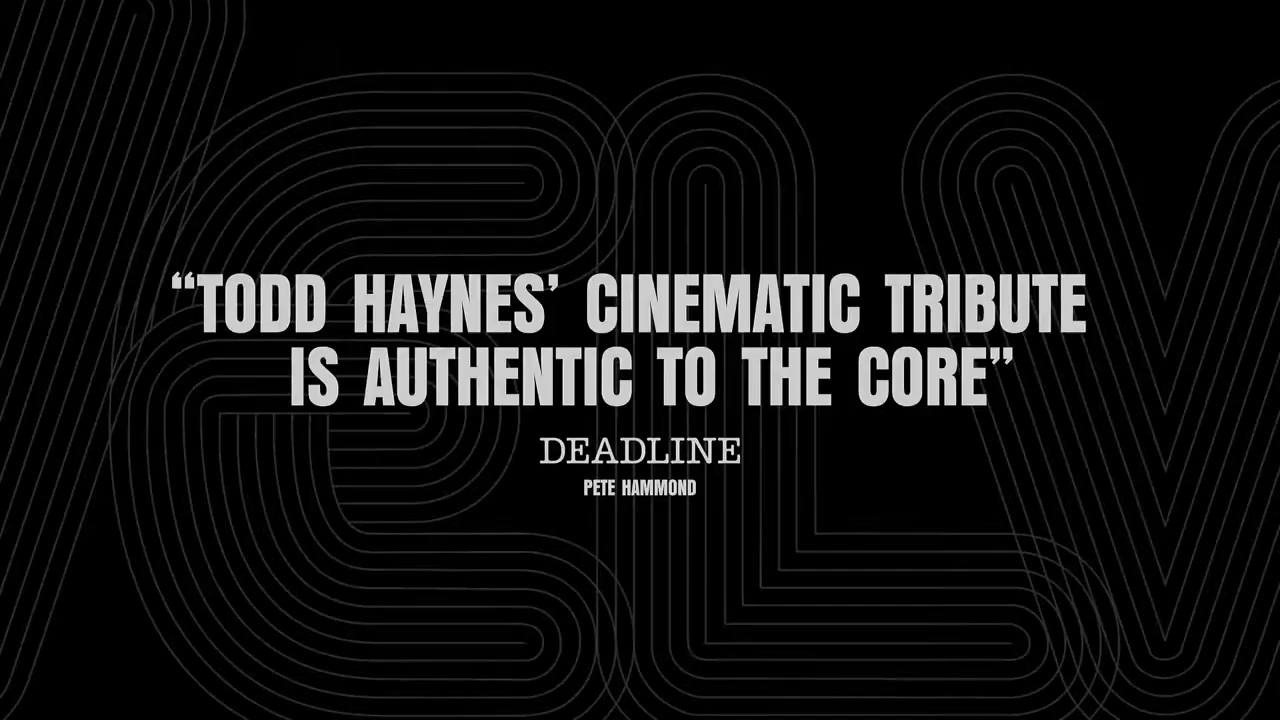 “TODD HAYNES’ CINEMATIC TRIBUTE
IS AUTHENTIC TO THE CORE”
DEADLINE
PETE HAMMOND